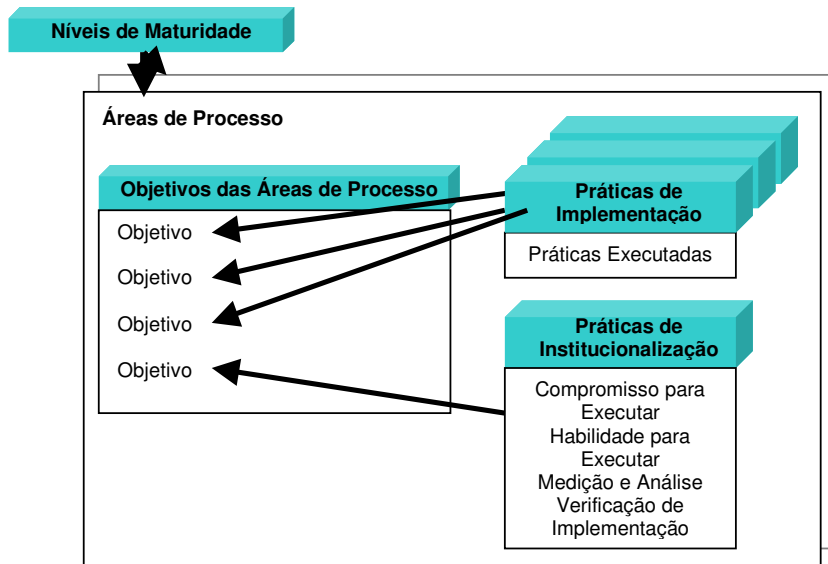 Níveis de Maturidade
Áreas de Processo
Objetivos das Áreas de Processo
Objetivo
Objetivo
Objetivo
Objetivo
Práticas de
Implementação
Práticas Executadas
Práticas de
Institucionalização
Compromisso para
Executar
Habilidade para
Executar
Medição e Análise
Verificação de
Implementação